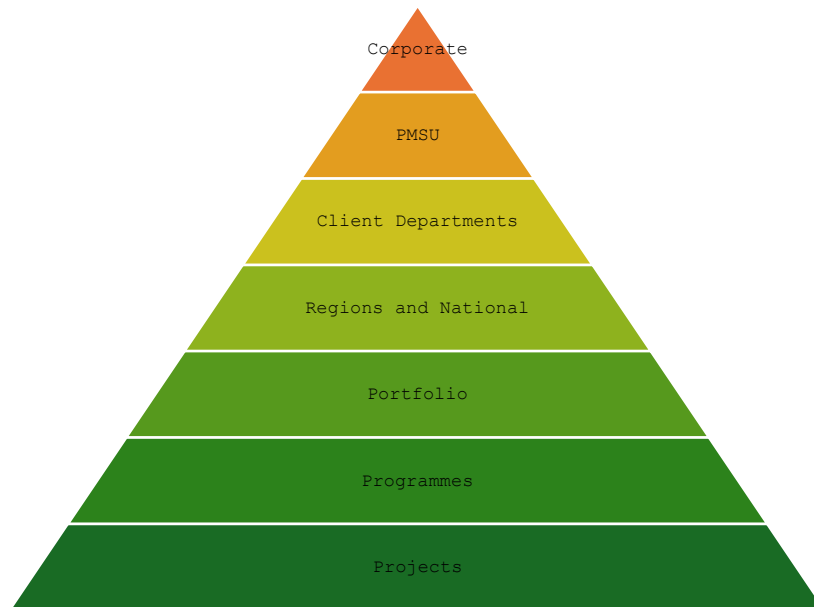 Corporate
PMSU
Client Departments
Regions and National
Portfolio
Programmes
Projects